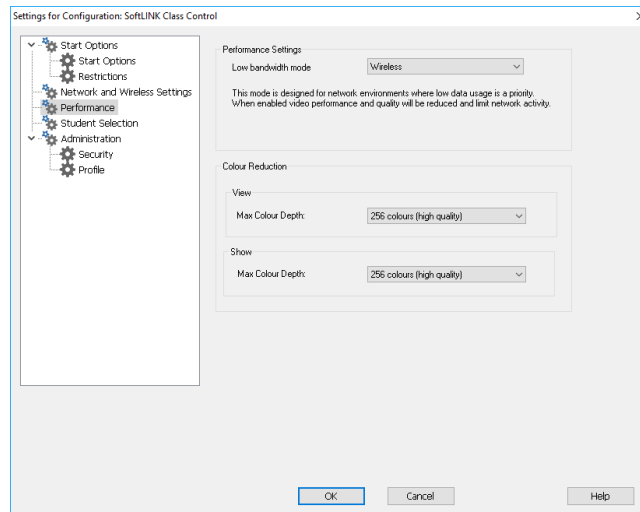 Settings for Configuration: SoftLINK Class Control
Start Options
Start Options
Restrictions
Network and Wireless Settings
Performance
Student Selection
Administration
Security
Profile
Performance Settings
Low bandwidth mode
Wireless
This mode is designed for network environments where low data usage is a priority.
When enabled video performance and quality will be reduced and limit network activity.
Colour Reduction
View
Max Colour Depth:
256 colours (high quality)
Show
Max Colour Depth:
256 colours (high quality)
OK
Cancel
Help